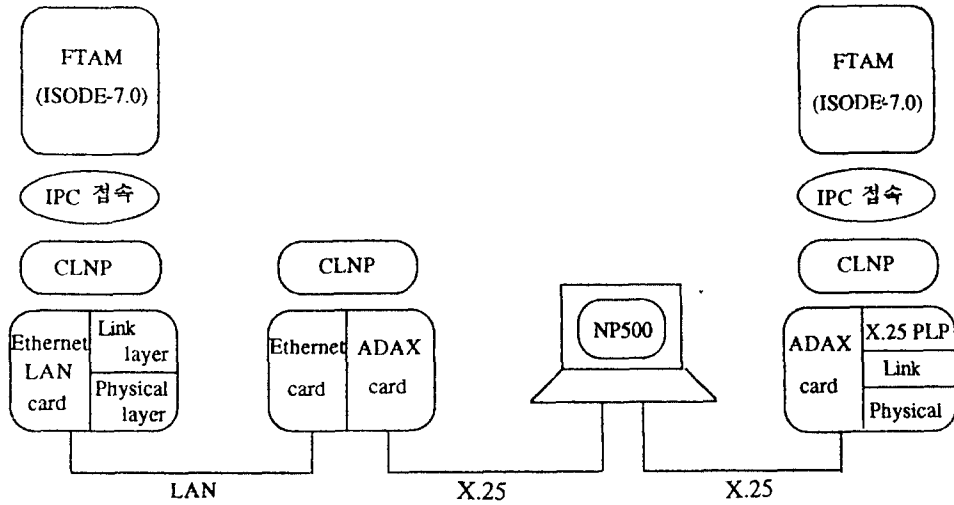 FTAM
(ISODE-7.0)
IPC 접속
CLNP
Ethernet
LAN
card
Link
layer
Physical
layer
CLNP
Ethernet
card
ADAX
card
NP500
FTAM
(ISODE-7.0)
IPC 접속
CLNP
ADAX
card
X.25 PLP
Link
Physical
LAN
X.25
X.25